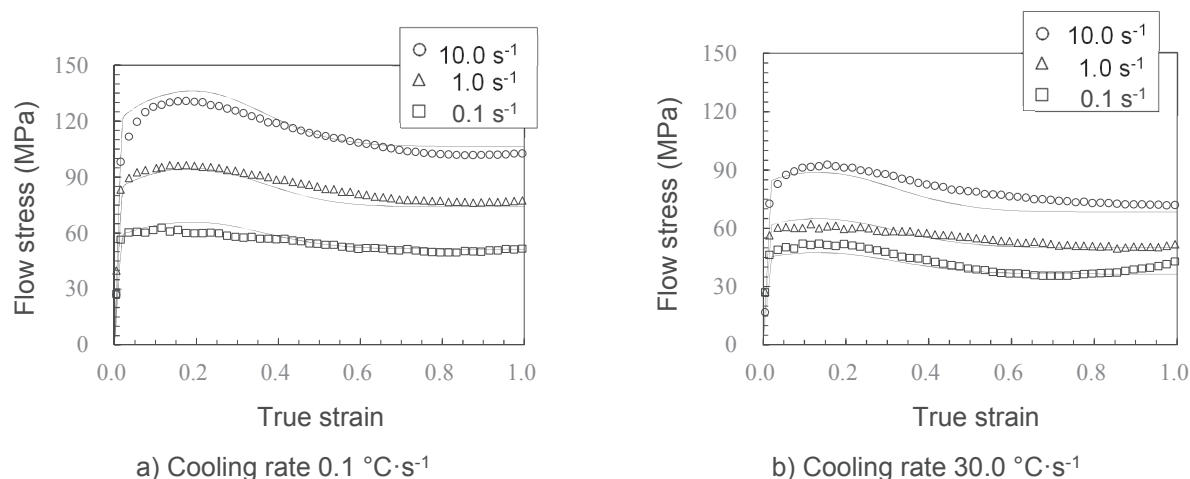 10.0 s⁻¹
1.0 s⁻¹
0.1 s⁻¹
Flow stress (MPa)
150
120
90
60
30
0
0.0 0.2 0.4 0.6 0.8 1.0
True strain
a) Cooling rate 0.1 °C·s⁻¹
10.0 s⁻¹
1.0 s⁻¹
0.1 s⁻¹
Flow stress (MPa)
150
120
90
60
30
0
0.0 0.2 0.4 0.6 0.8 1.0
True strain
b) Cooling rate 30.0 °C·s⁻¹